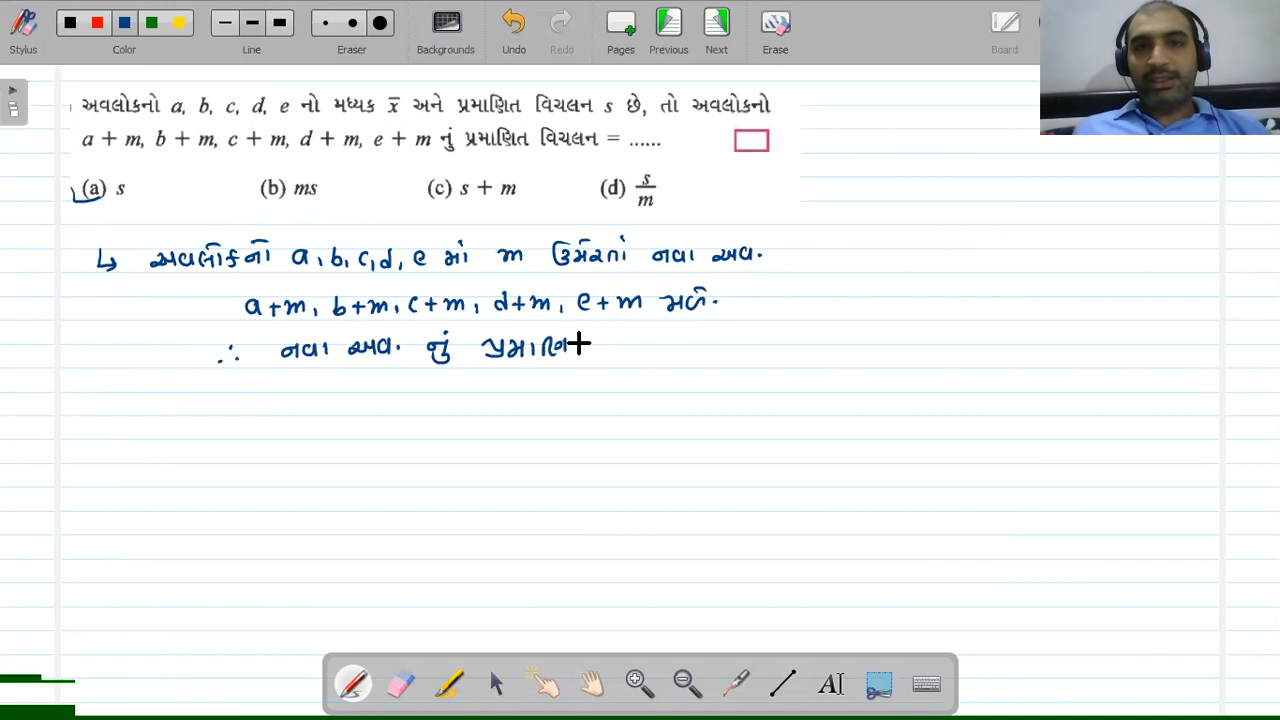 Stylus Color Line Eraser Backgrounds Undo Redo Pages Previous Next Erase Board
અવલોકનો a, b, c, d, e નો મધ્યક x̄ અને પ્રમાણિત વિચલન s છે, તો અવલોકનો
a + m, b + m, c + m, d + m, e + m નું પ્રમાણિત વિચલન = ......
(a) s (b) ms (c) s + m (d) s/m
↳ અવલોકનો a, b, c, d, e માં m ઉમેરતાં નવા અવ.
a+m, b+m, c+m, d+m, e+m મળે.
∴ નવા અવ. નું